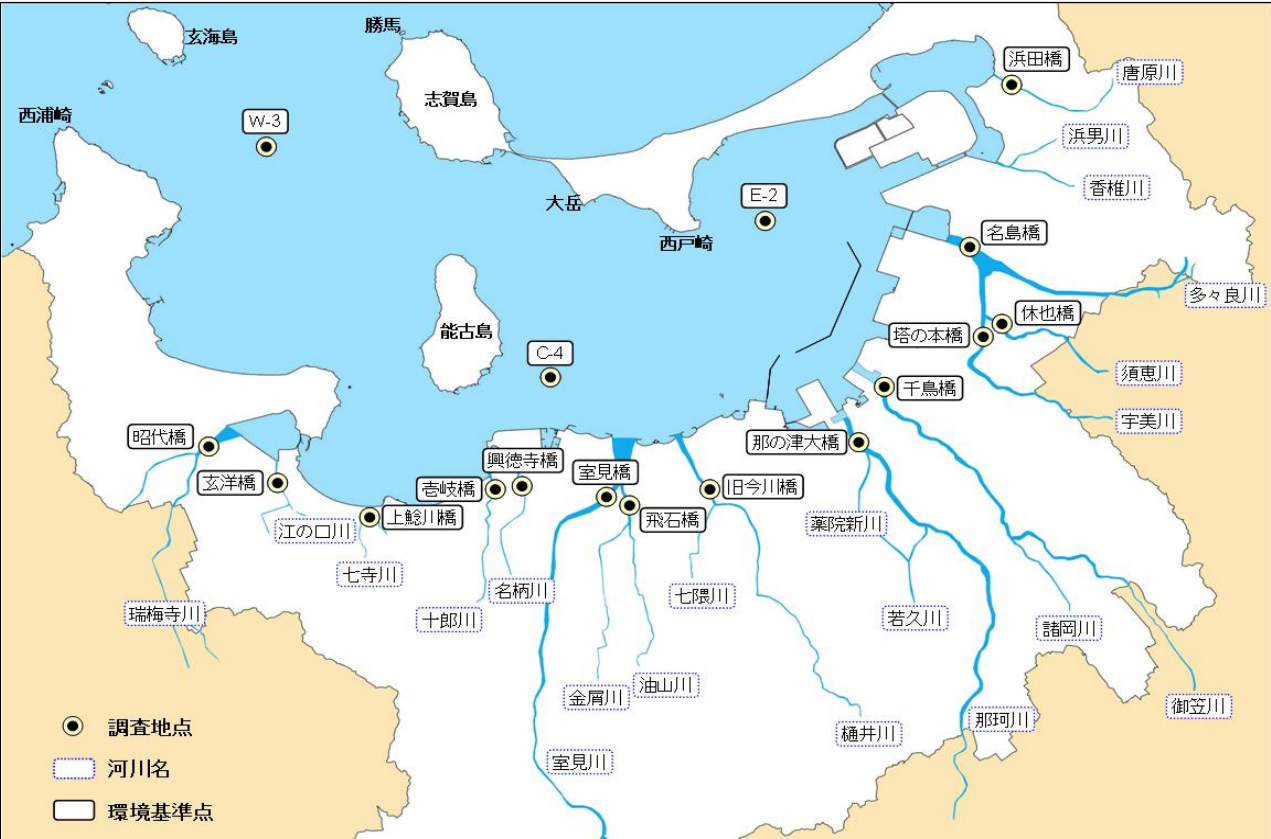 玄海島
勝馬
志賀島
浜田橋
唐原川
西浦崎
W-3
浜男川
香椎川
大岳
E-2
西戸崎
名島橋
多々良川
休也橋
塔の本橋
能古島
C-4
須恵川
千鳥橋
宇美川
昭代橋
那の津大橋
興徳寺橋
室見橋
玄洋橋
壱岐橋
旧今川橋
飛石橋
上鯰川橋
江の口川
薬院新川
七寺川
名柄川
七隈川
瑞梅寺川
十郎川
若久川
諸岡川
油山川
金屑川
御笠川
那珂川
樋井川
室見川
調査地点
河川名
環境基準点